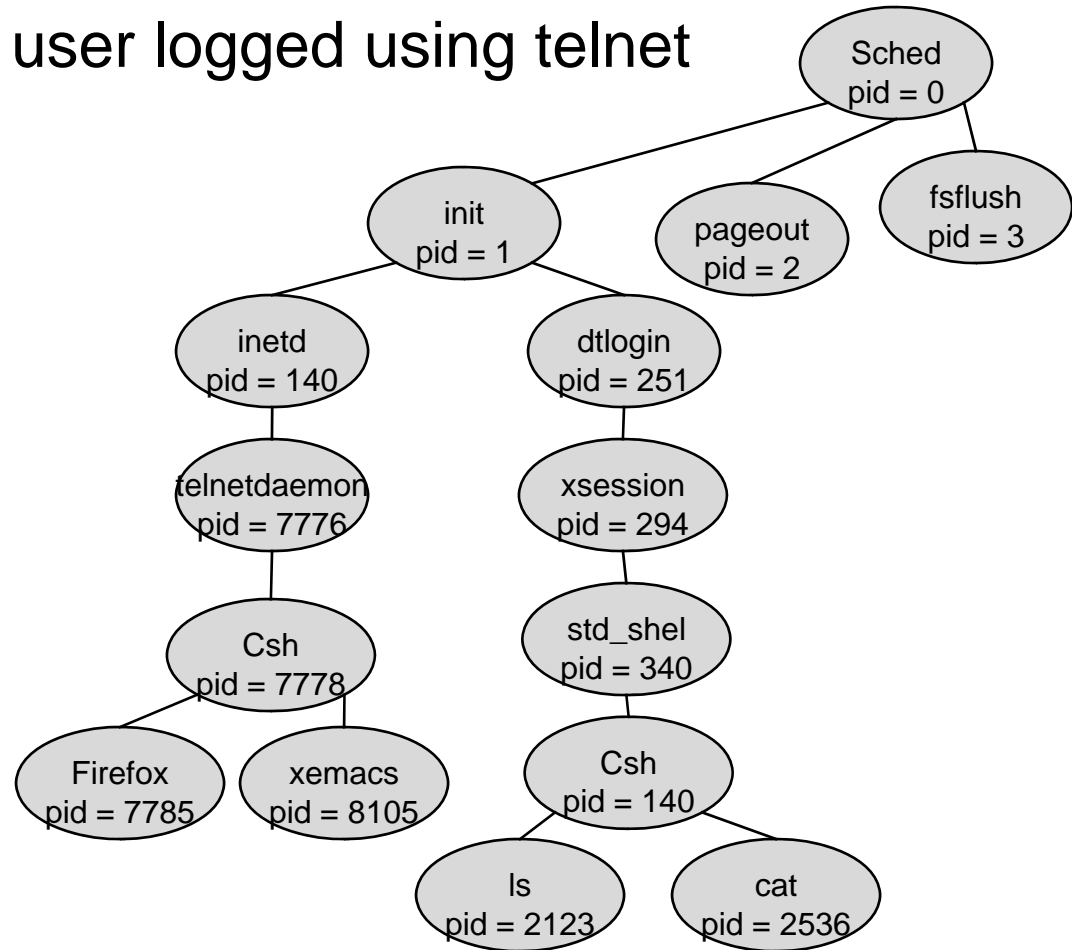 user logged using telnet
Sched
pid = 0
init
pid = 1
pageout
pid = 2
fsflush
pid = 3
inetd
pid = 140
dtlogin
pid = 251
telnetdaemon
pid = 7776
xsession
pid = 294
Csh
pid = 7778
std_shel
pid = 340
Firefox
pid = 7785
xemacs
pid = 8105
Csh
pid = 140
ls
pid = 2123
cat
pid = 2536